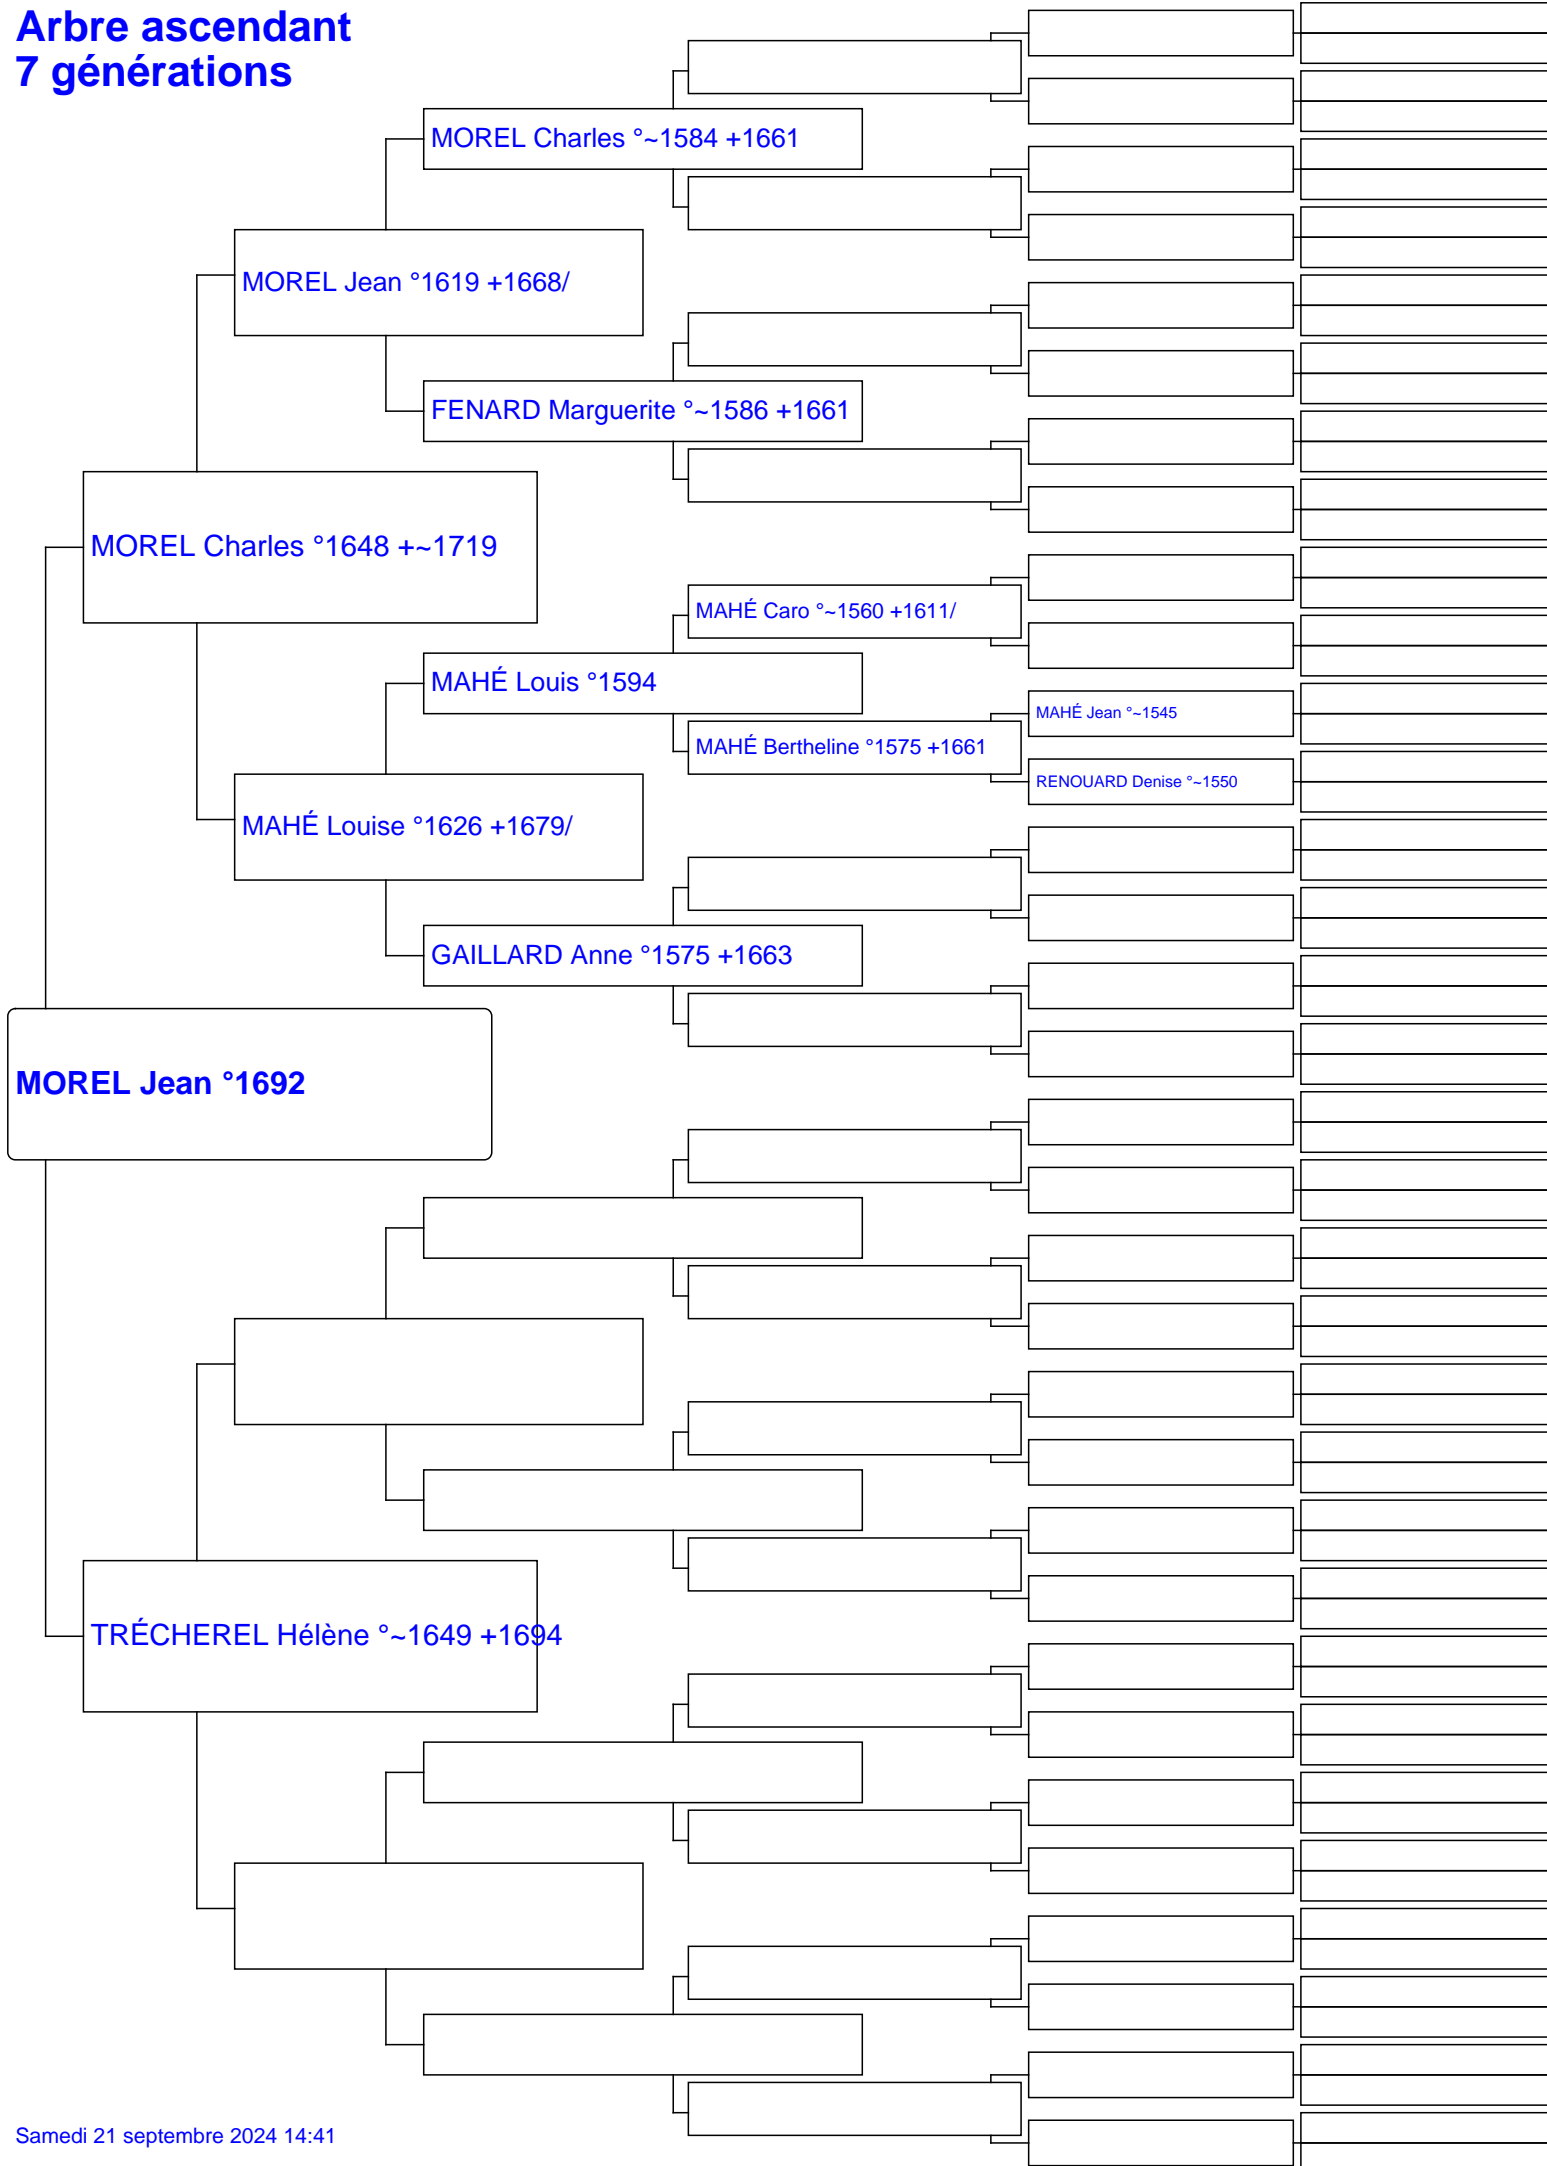 Arbre ascendant
7 générations
MOREL Charles °~1584 +1661
MOREL Jean °1619 +1668/
FENARD Marguerite °~1586 +1661
MOREL Charles °1648 +~1719
MAHÉ Caro °~1560 +1611/
MAHÉ Louis °1594
MAHÉ Jean °~1545
MAHÉ Bertheline °1575 +1661
RENOUARD Denise °~1550
MAHÉ Louise °1626 +1679/
GAILLARD Anne °1575 +1663
MOREL Jean °1692
TRÉCHEREL Hélène °~1649 +1694
Samedi 21 septembre 2024 14:41